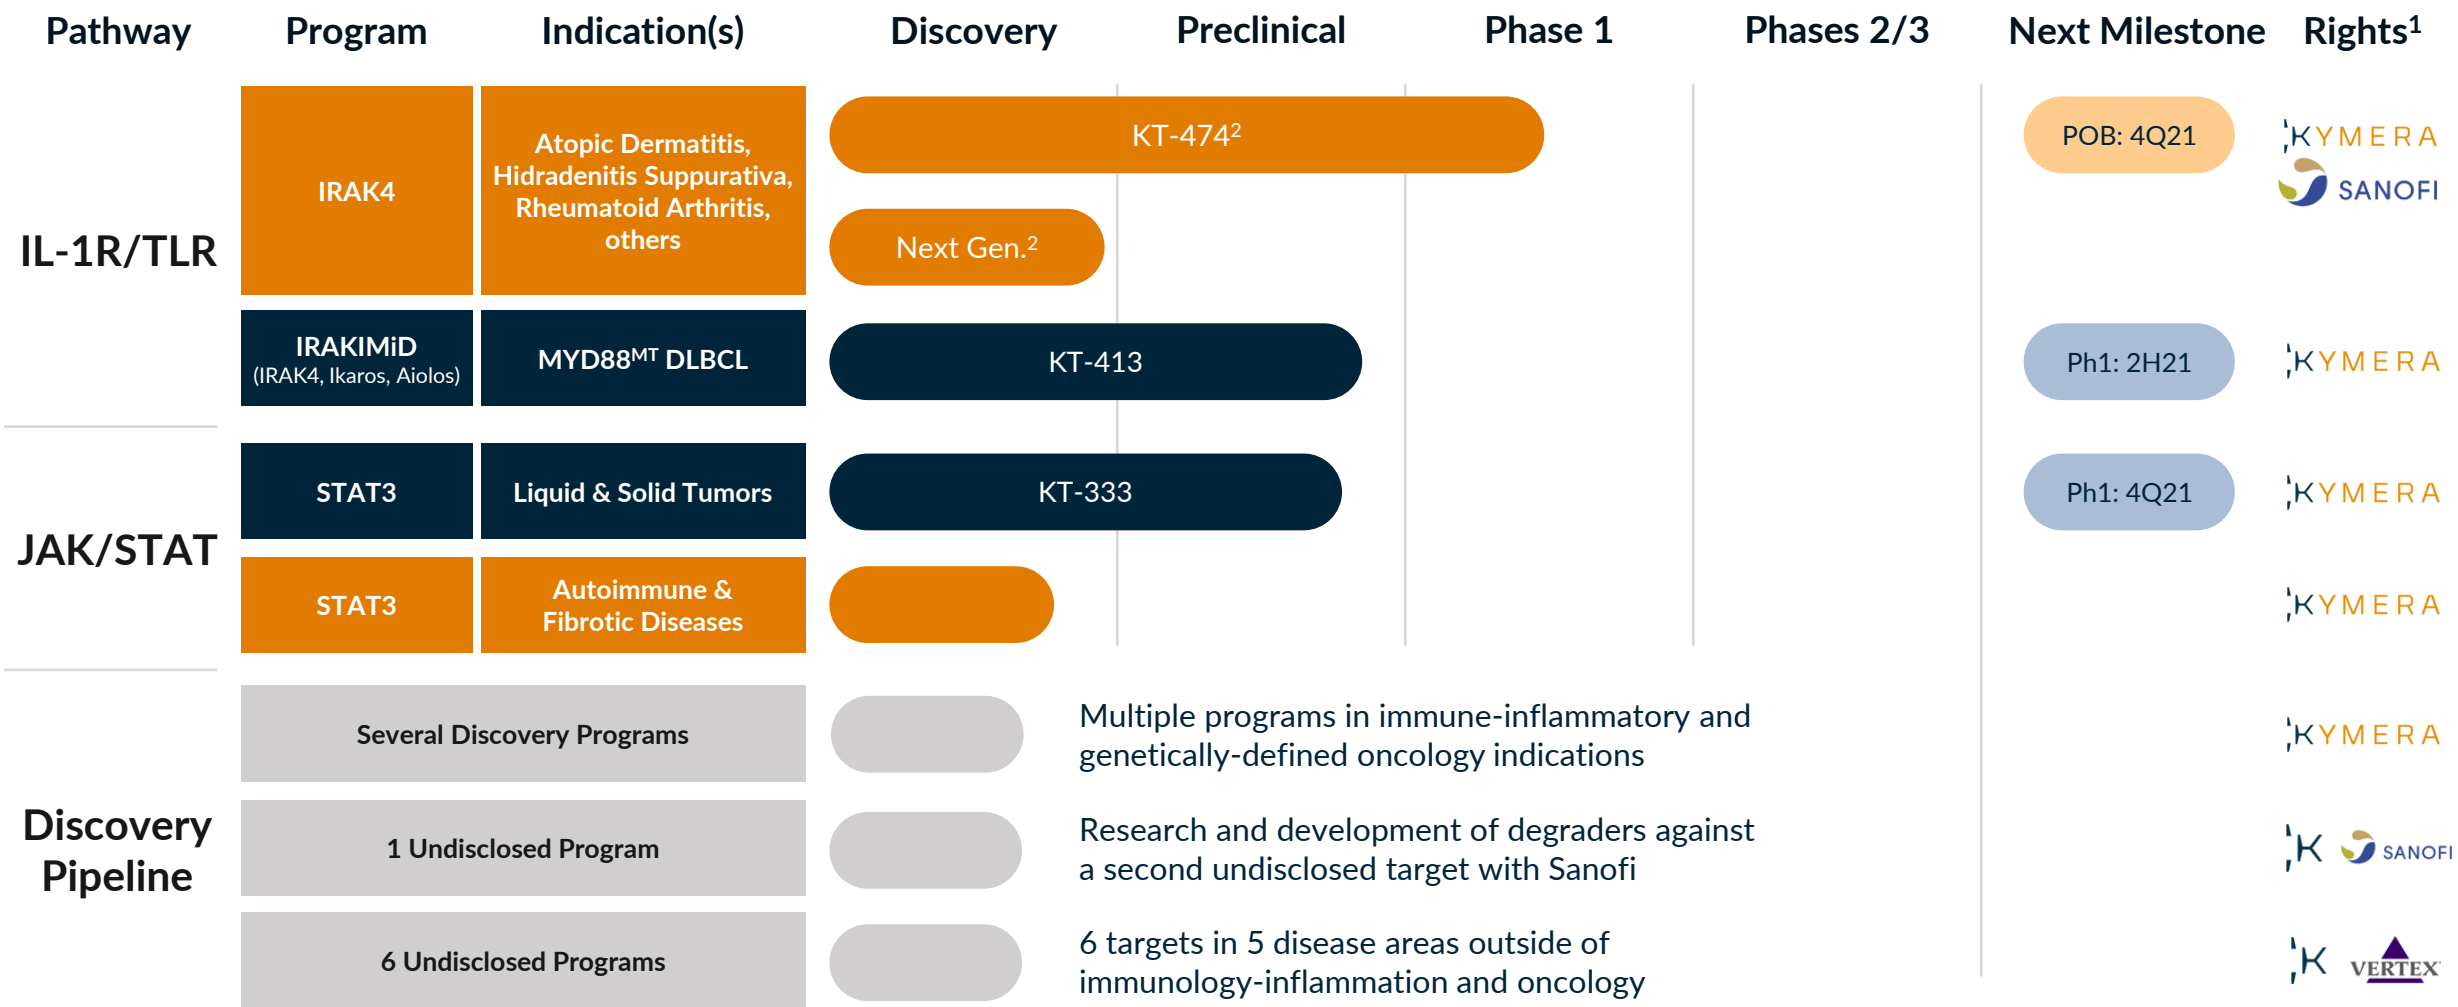 Pathway Program Indication(s) Discovery Preclinical Phase 1 Phases 2/3 Next Milestone Rights¹
IL-1R/TLR
IRAK4
Atopic Dermatitis,
Hidradenitis Suppurativa,
Rheumatoid Arthritis,
others
KT-474²
POB: 4Q21
KYMERA
SANOFI
Next Gen.²
IRAKIMiD
(IRAK4, Ikaros, Aiolos)
MYD88ᴹᵀ DLBCL
KT-413
Ph1: 2H21
KYMERA
JAK/STAT
STAT3
Liquid & Solid Tumors
KT-333
Ph1: 4Q21
KYMERA
STAT3
Autoimmune &
Fibrotic Diseases
KYMERA
Discovery
Pipeline
Several Discovery Programs
Multiple programs in immune-inflammatory and
genetically-defined oncology indications
KYMERA
1 Undisclosed Program
Research and development of degraders against
a second undisclosed target with Sanofi
K SANOFI
6 Undisclosed Programs
6 targets in 5 disease areas outside of
immunology-inflammation and oncology
K VERTEX